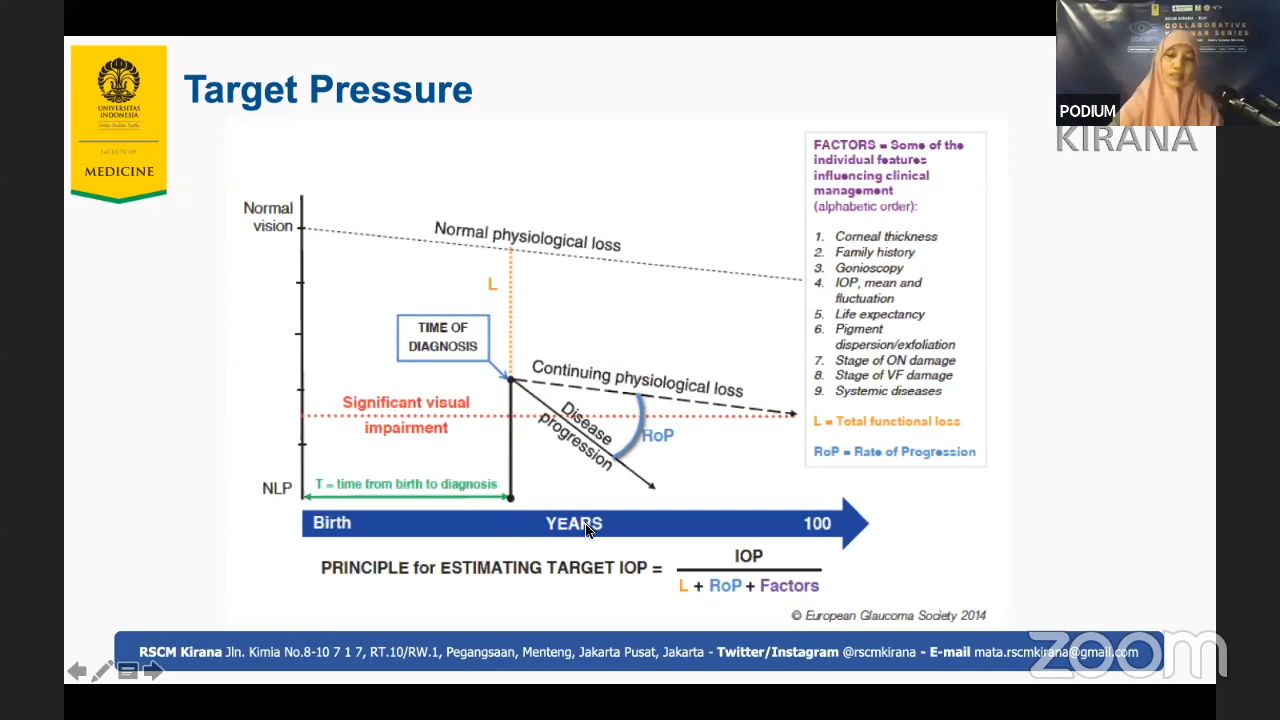 UNIVERSITAS
INDONESIA
FACULTY OF
MEDICINE
Target Pressure
COLLABORATIVE
SERIES
PODIUM
KIRANA
Normal
vision
Normal physiological loss
L
TIME OF
DIAGNOSIS
Continuing physiological loss
Significant visual
impairment
Disease
progression
RoP
NLP
T = time from birth to diagnosis
Birth
YEARS
100
PRINCIPLE for ESTIMATING TARGET IOP =
IOP
L + RoP + Factors
FACTORS = Some of the
individual features
influencing clinical
management
(alphabetic order):
1. Corneal thickness
2. Family history
3. Gonioscopy
4. IOP, mean and
fluctuation
5. Life expectancy
6. Pigment
dispersion/exfoliation
7. Stage of ON damage
8. Stage of VF damage
9. Systemic diseases
L = Total functional loss
RoP = Rate of Progression
© European Glaucoma Society 2014
RSCM Kirana Jln. Kimia No.8-10 7 1 7, RT.10/RW.1, Pegangsaan, Menteng, Jakarta Pusat, Jakarta - Twitter/Instagram @rscmkirana - E-mail mata.rscmkirana@gmail.com
zoom